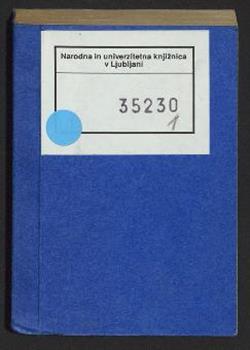 Narodna in univerzitetna knjižnica
v Ljubljani
35230
1